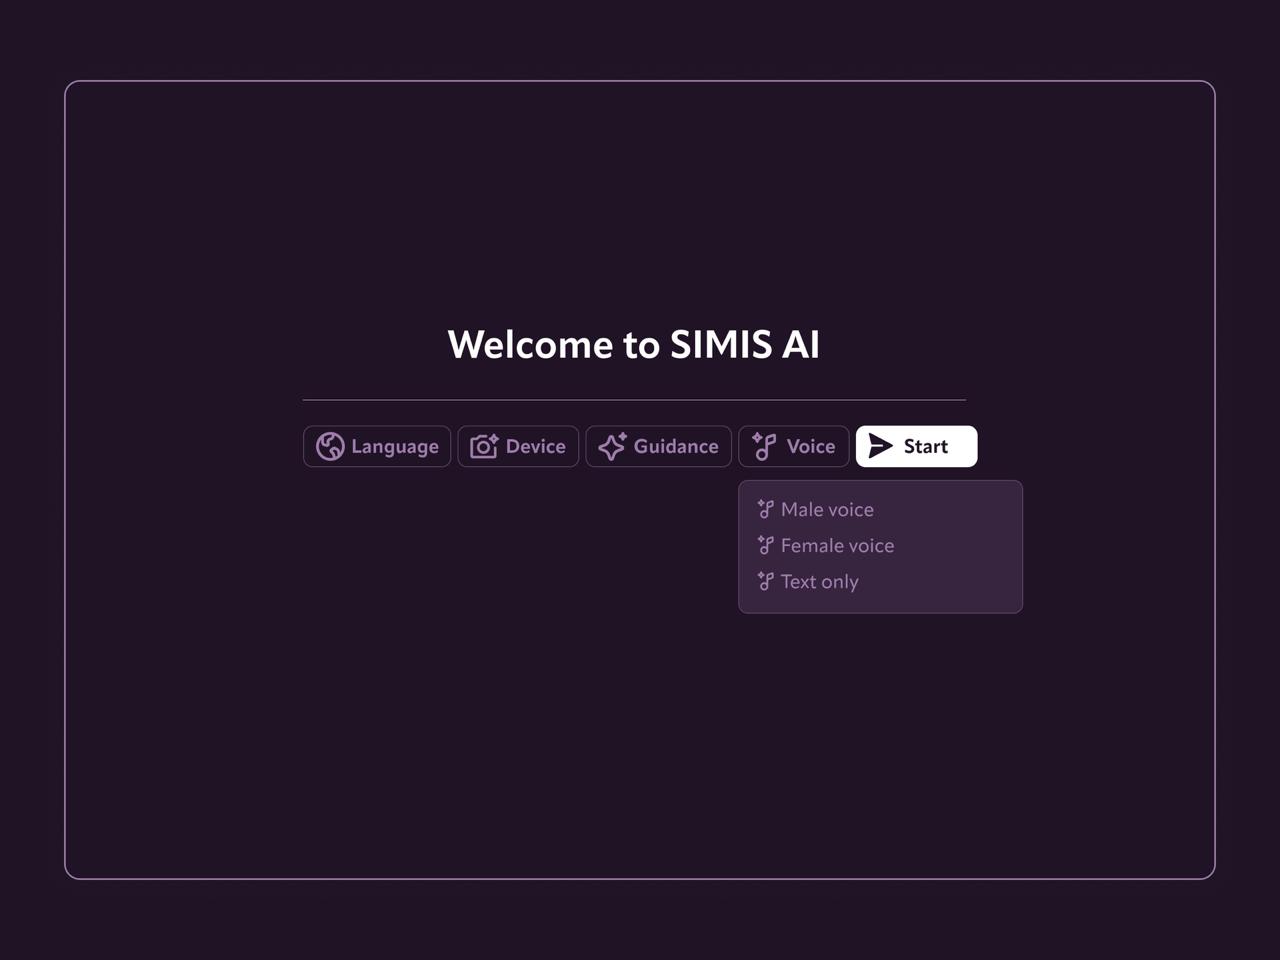 Welcome to SIMIS AI
Language Device Guidance Voice Start
Male voice
Female voice
Text only